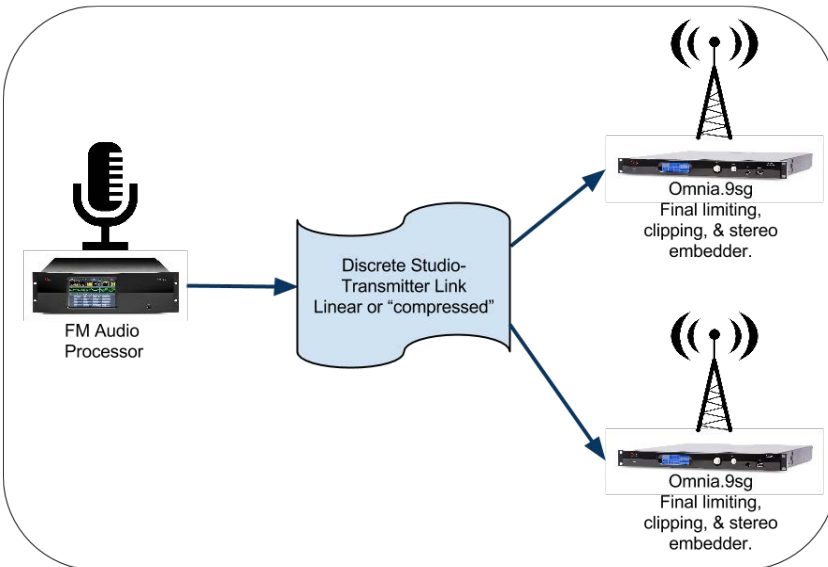 FM Audio
Processor
Discrete Studio-
Transmitter Link
Linear or “compressed”
Omnia.9sg
Final limiting,
clipping, & stereo
embedder.
Omnia.9sg
Final limiting,
clipping, & stereo
embedder.